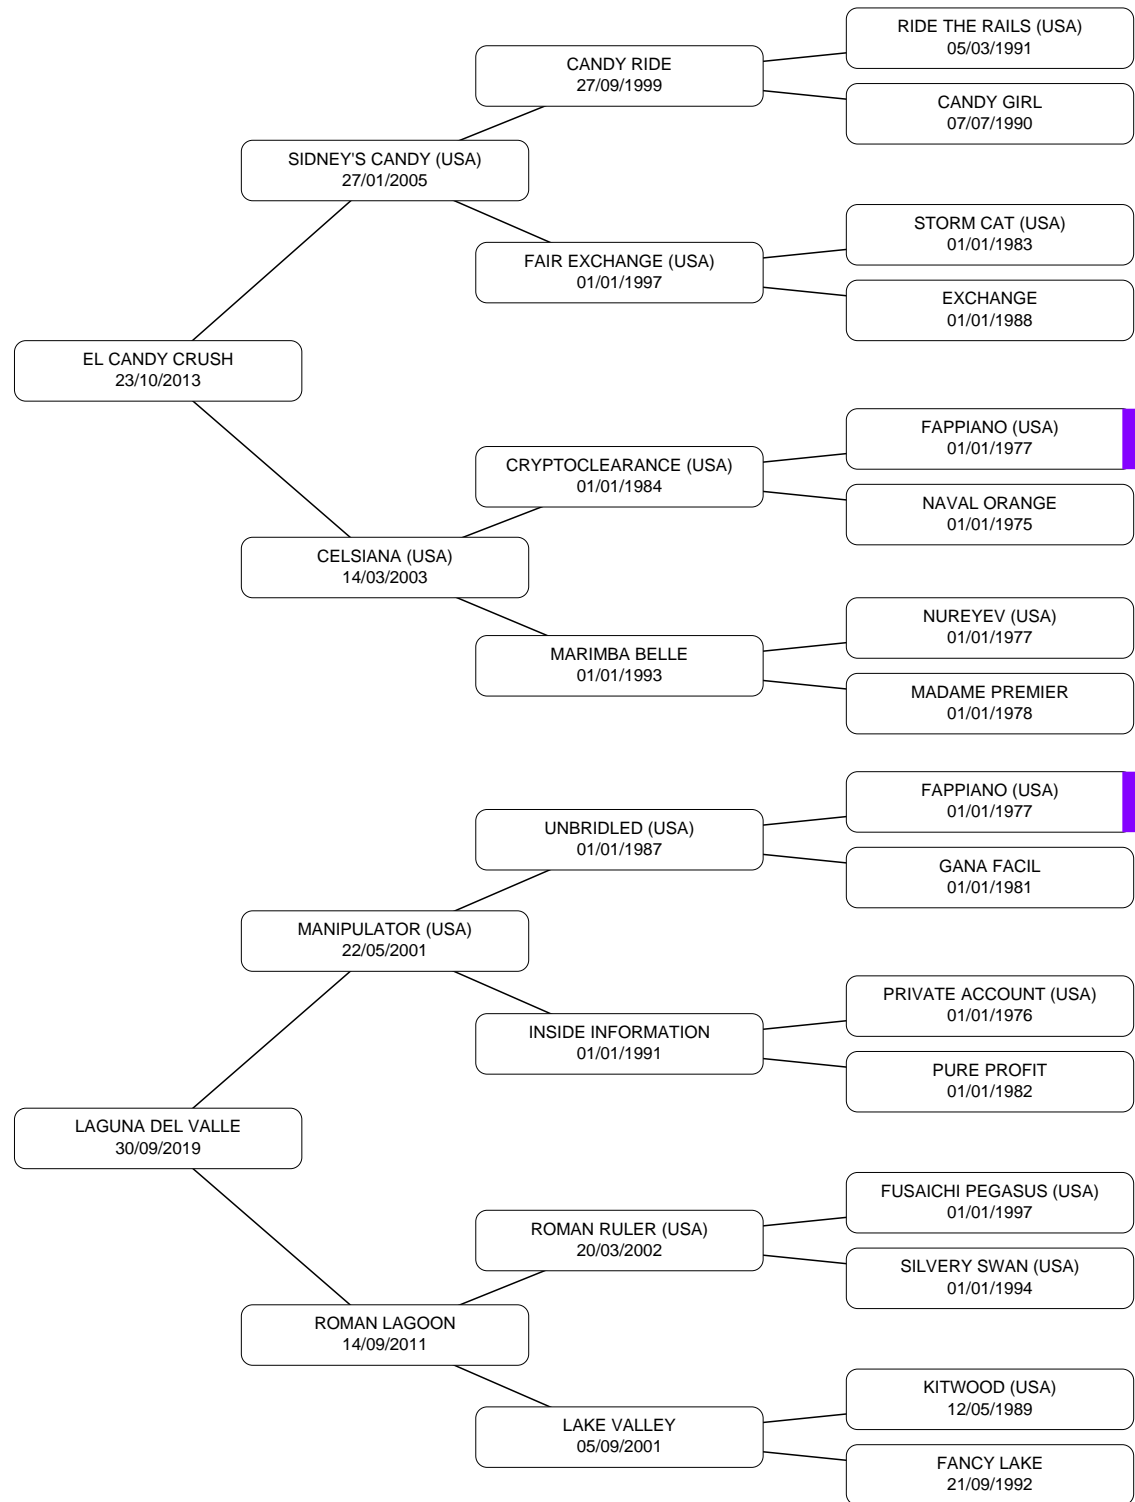 RIDE THE RAILS (USA)
05/03/1991
CANDY RIDE
27/09/1999
CANDY GIRL
07/07/1990
SIDNEY'S CANDY (USA)
27/01/2005
STORM CAT (USA)
01/01/1983
FAIR EXCHANGE (USA)
01/01/1997
EXCHANGE
01/01/1988
EL CANDY CRUSH
23/10/2013
FAPPIANO (USA)
01/01/1977
CRYPTOCLEARANCE (USA)
01/01/1984
NAVAL ORANGE
01/01/1975
CELSIANA (USA)
14/03/2003
NUREYEV (USA)
01/01/1977
MARIMBA BELLE
01/01/1993
MADAME PREMIER
01/01/1978
FAPPIANO (USA)
01/01/1977
UNBRIDLED (USA)
01/01/1987
GANA FACIL
01/01/1981
MANIPULATOR (USA)
22/05/2001
PRIVATE ACCOUNT (USA)
01/01/1976
INSIDE INFORMATION
01/01/1991
PURE PROFIT
01/01/1982
LAGUNA DEL VALLE
30/09/2019
FUSAICHI PEGASUS (USA)
01/01/1997
ROMAN RULER (USA)
20/03/2002
SILVERY SWAN (USA)
01/01/1994
ROMAN LAGOON
14/09/2011
KITWOOD (USA)
12/05/1989
LAKE VALLEY
05/09/2001
FANCY LAKE
21/09/1992